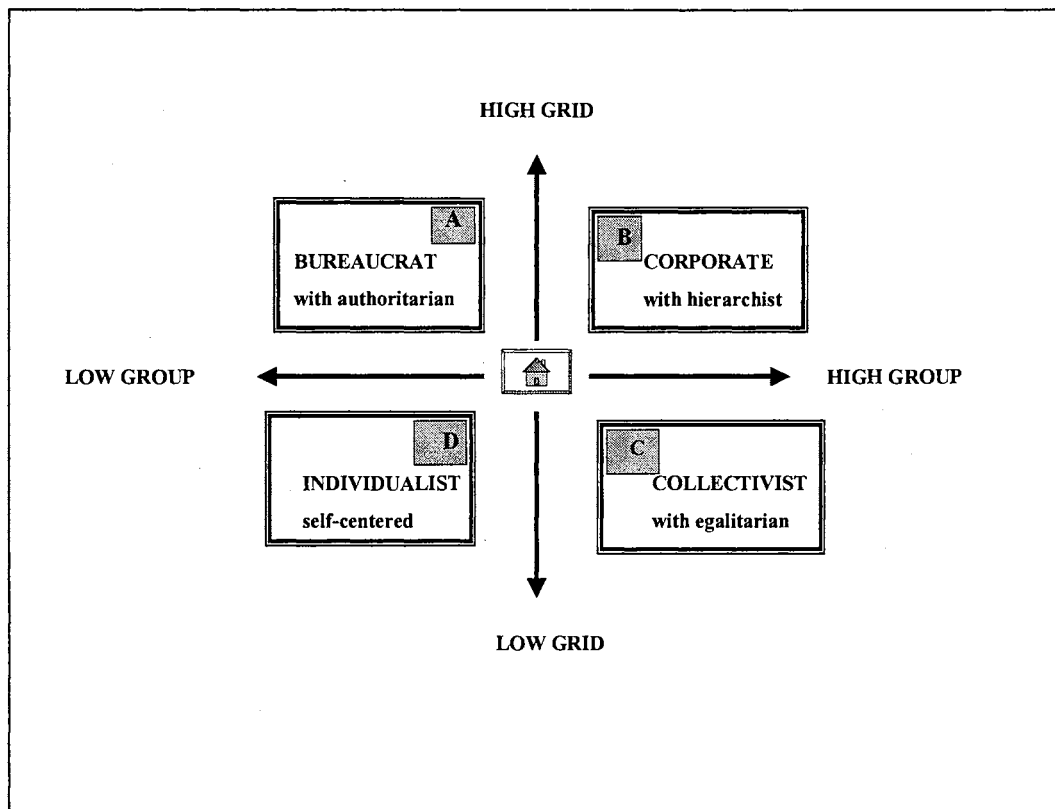 HIGH GRID
A
BUREAUCRAT
with authoritarian
B
CORPORATE
with hierarchist
LOW GROUP
HIGH GROUP
D
INDIVIDUALIST
self-centered
C
COLLECTIVIST
with egalitarian
LOW GRID